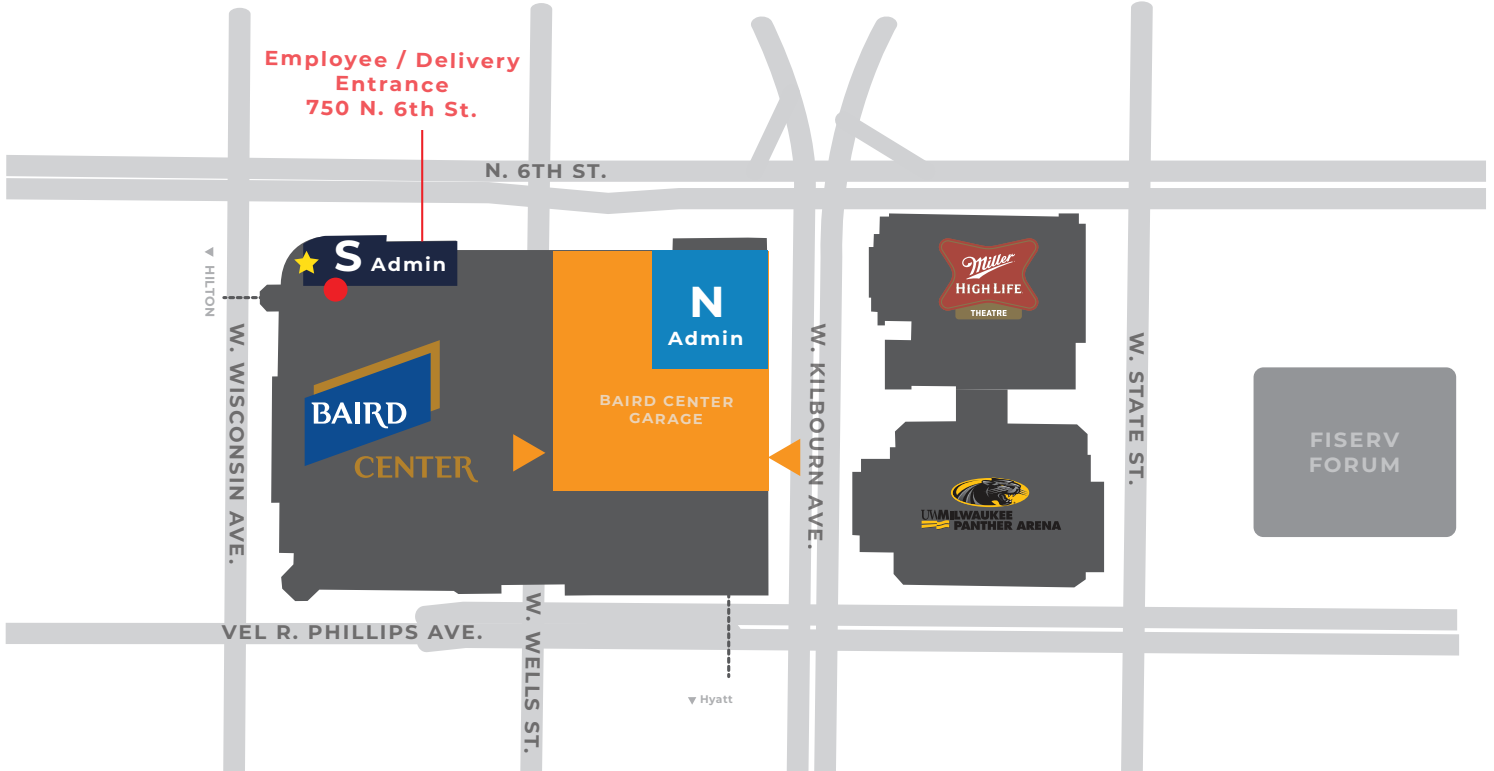 Employee / Delivery
Entrance
750 N. 6th St.
N. 6TH ST.
S Admin
▼ HILTON
N
Admin
Miller
HIGH LIFE
THEATRE
W. WISCONSIN AVE.
BAIRD
CENTER
BAIRD CENTER
GARAGE
W. KILBOURN AVE.
W. STATE ST.
FISERV
FORUM
UWMILWAUKEE
PANTHER ARENA
VEL R. PHILLIPS AVE.
W. WELLS ST.
▼ Hyatt